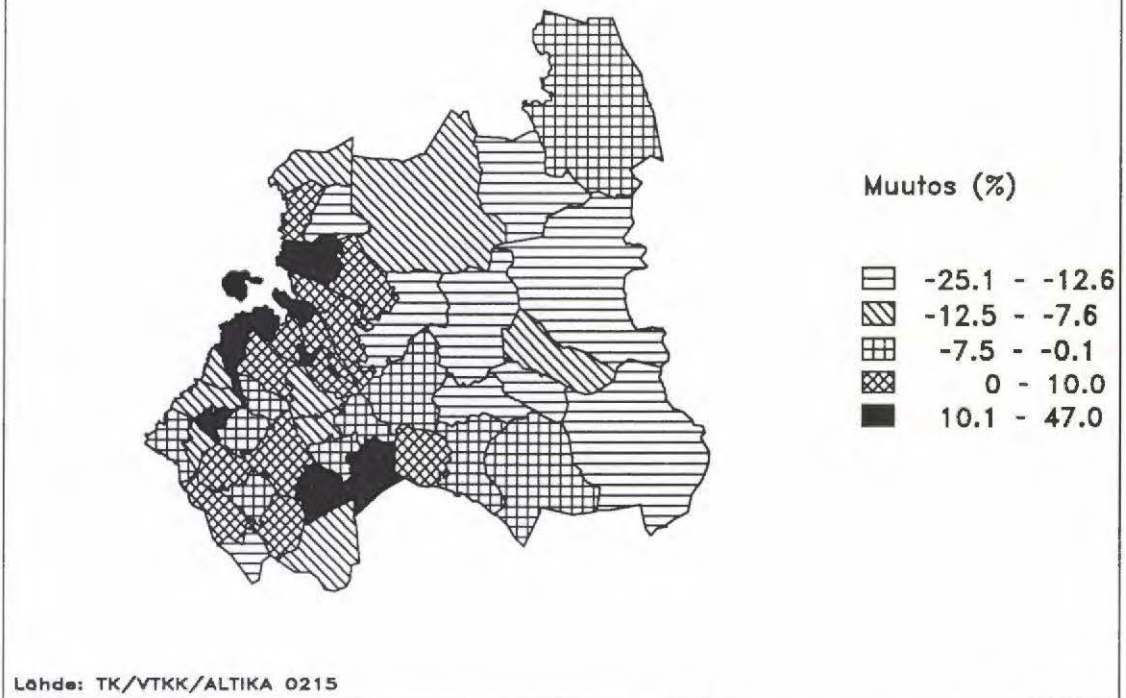 Muutos (%)
-25.1 - -12.6
-12.5 - -7.6
-7.5 - -0.1
0 - 10.0
10.1 - 47.0
Lähde: TK/VTKK/ALTIKA 0215